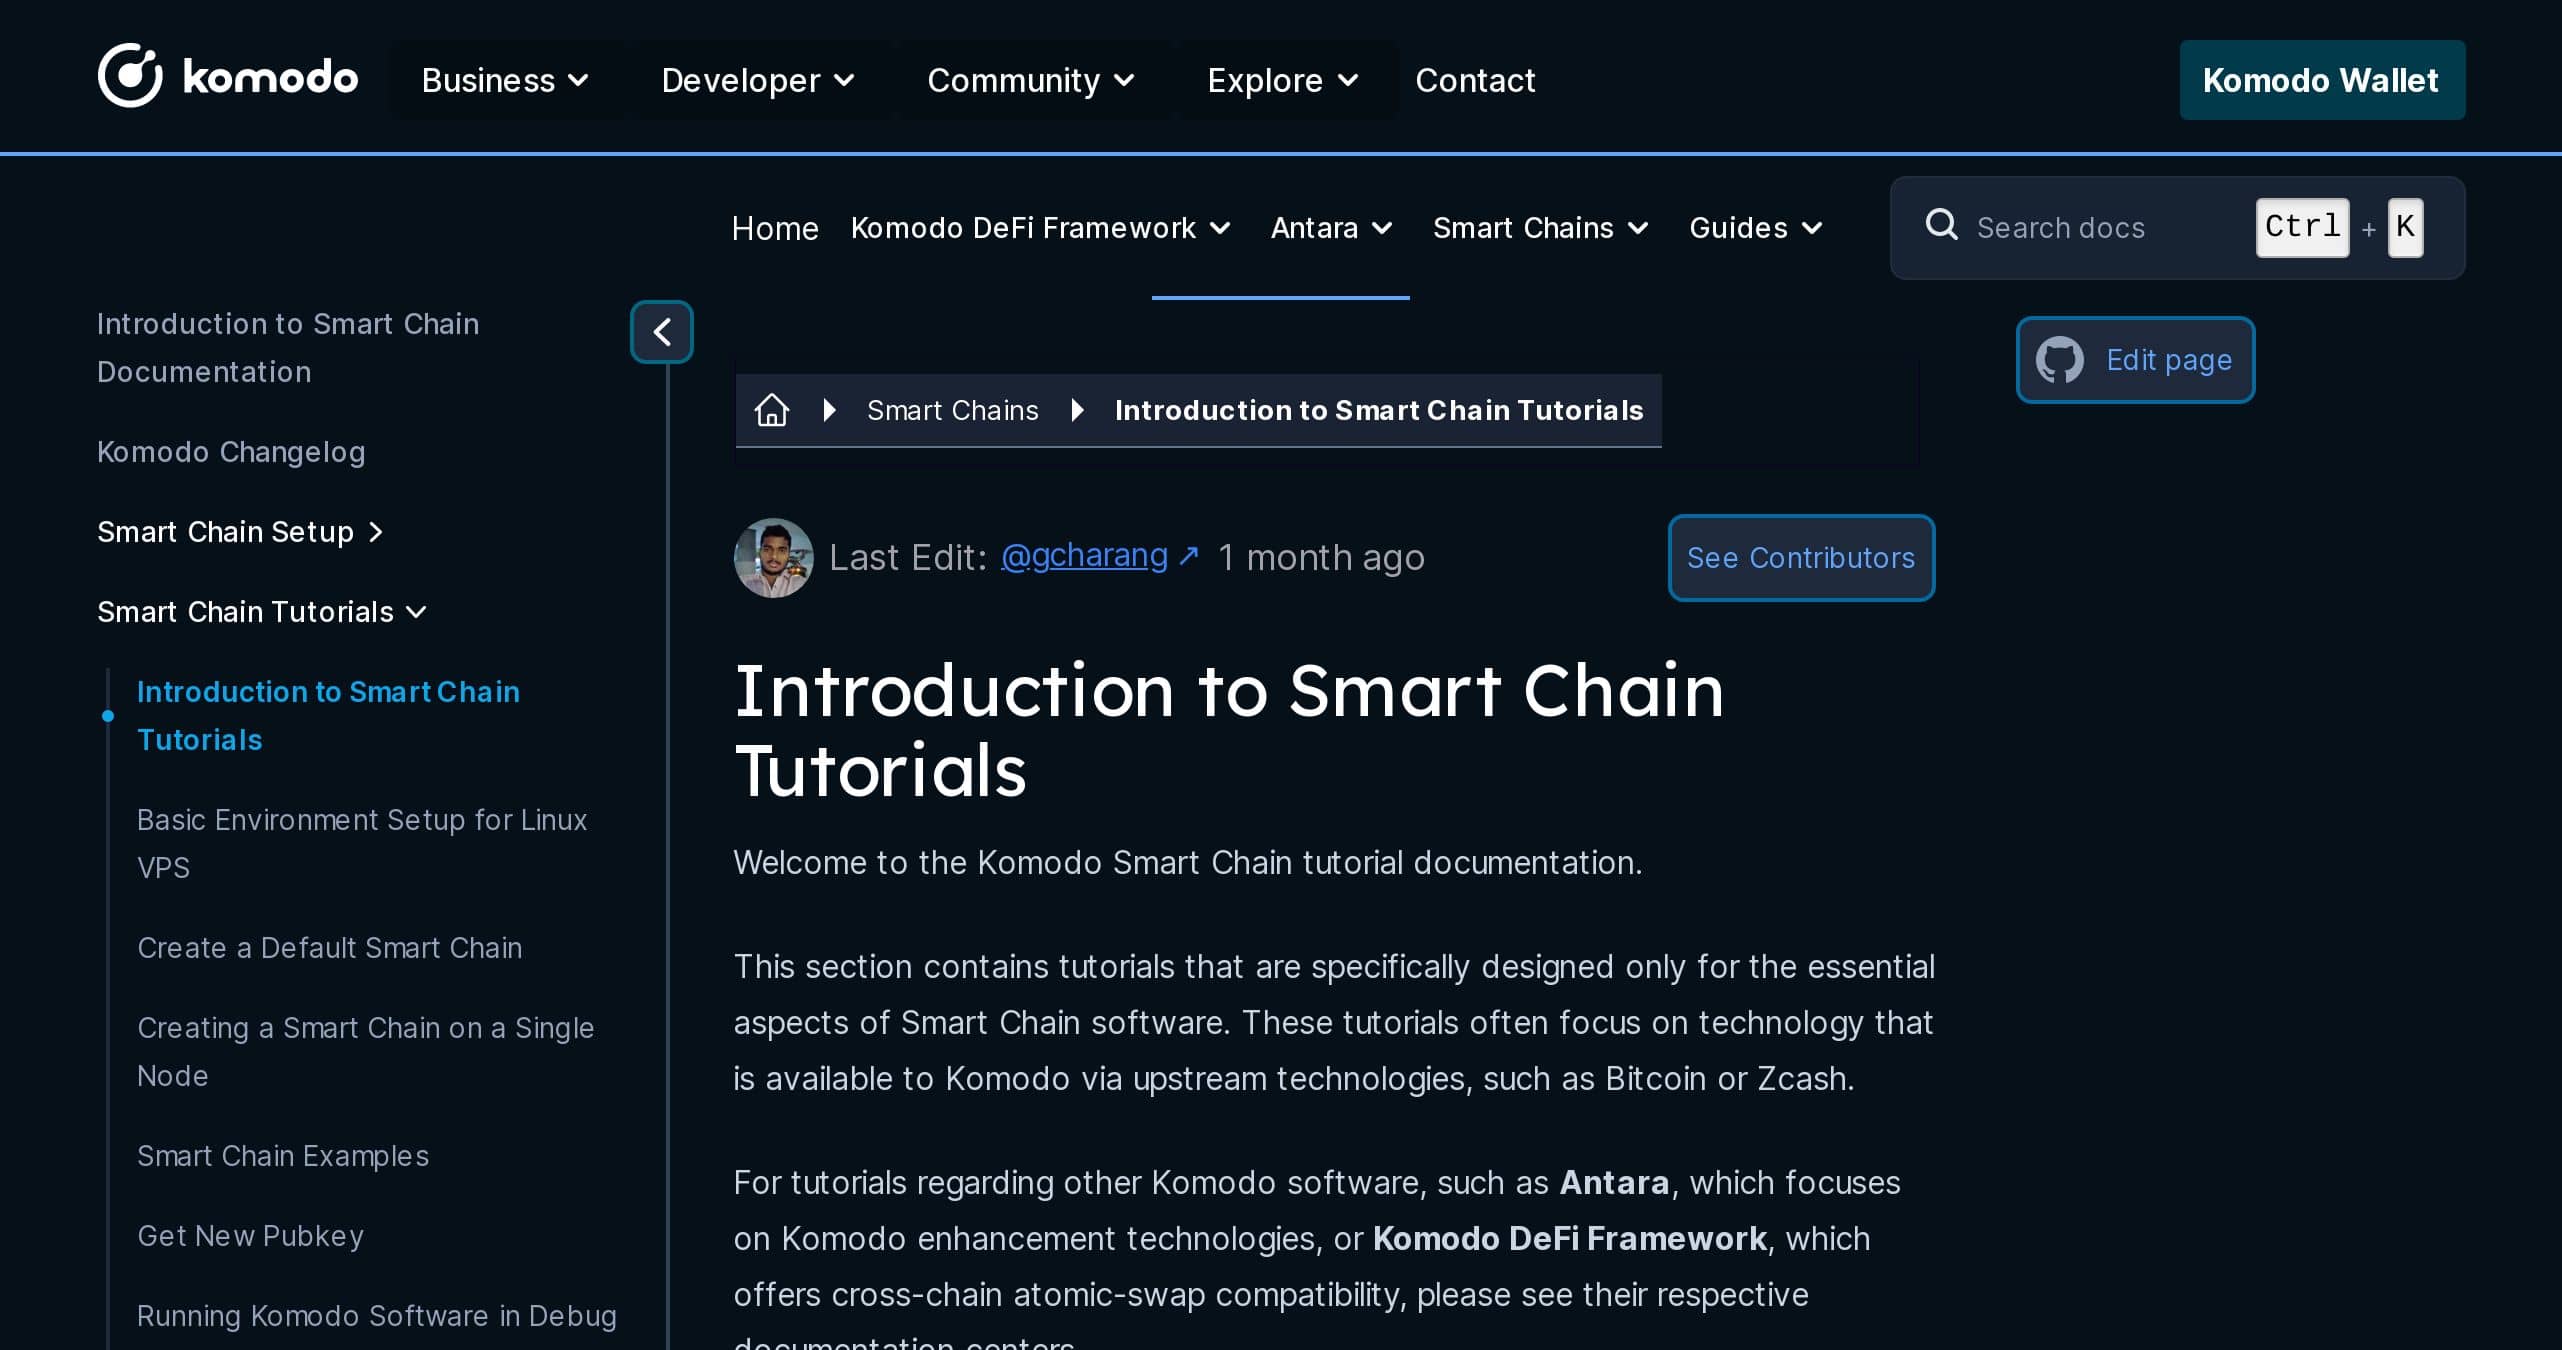 komodo
Business
Developer
Community
Explore
Contact
Komodo Wallet
Home
Komodo DeFi Framework
Antara
Smart Chains
Guides
Search docs
Ctrl + K
Introduction to Smart Chain
Documentation
Komodo Changelog
Smart Chain Setup
Smart Chain Tutorials
Introduction to Smart Chain
Tutorials
Basic Environment Setup for Linux
VPS
Create a Default Smart Chain
Creating a Smart Chain on a Single
Node
Smart Chain Examples
Get New Pubkey
Running Komodo Software in Debug
Edit page
Smart Chains
Introduction to Smart Chain Tutorials
Last Edit: @gcharang ↗ 1 month ago
See Contributors
Introduction to Smart Chain
Tutorials
Welcome to the Komodo Smart Chain tutorial documentation.
This section contains tutorials that are specifically designed only for the essential
aspects of Smart Chain software. These tutorials often focus on technology that
is available to Komodo via upstream technologies, such as Bitcoin or Zcash.
For tutorials regarding other Komodo software, such as Antara, which focuses
on Komodo enhancement technologies, or Komodo DeFi Framework, which
offers cross-chain atomic-swap compatibility, please see their respective
documentation centers.